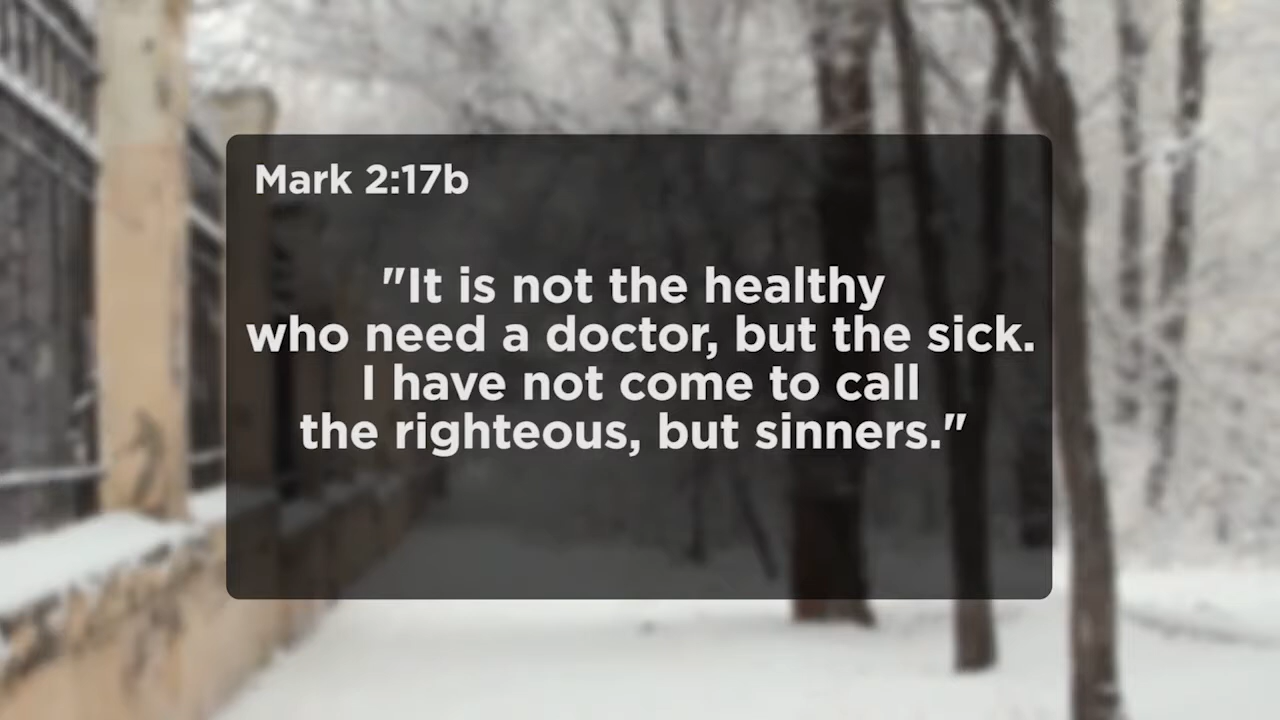 Mark 2:17b
"It is not the healthy
who need a doctor, but the sick.
I have not come to call
the righteous, but sinners."